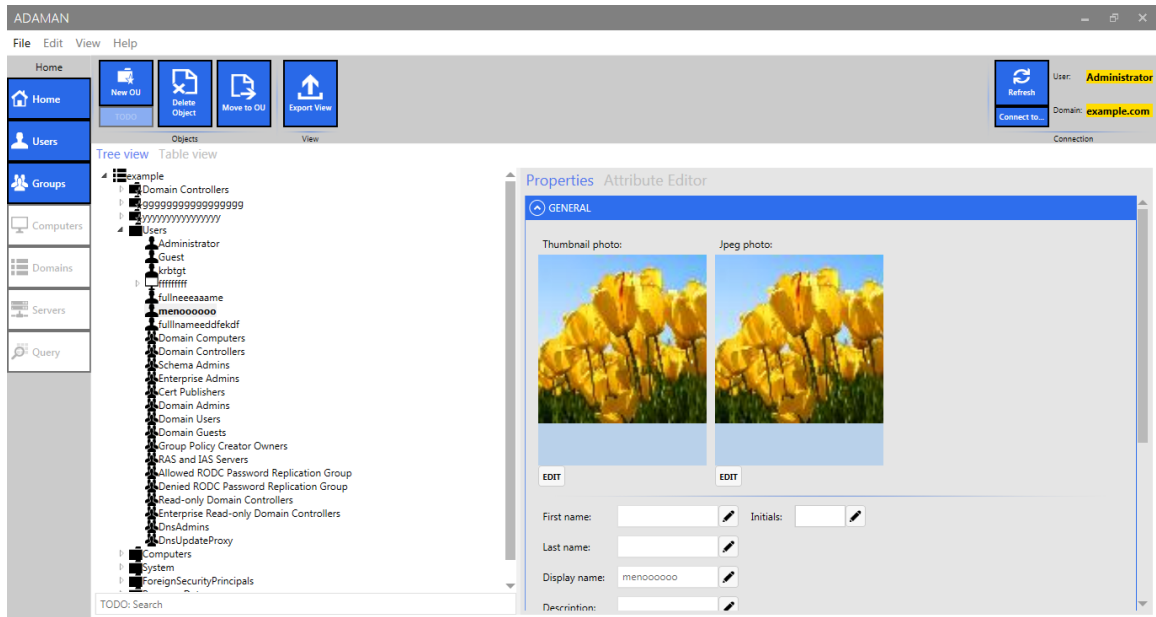 ADAMAN
File Edit View Help
Home
Home
Users
Groups
Computers
Domains
Servers
Query
New OU
TODO
Delete
Object
Move to OU
Objects
Export View
View
Refresh
Connect to...
User: Administrator
Domain: example.com
Connection
Tree view Table view
example
Domain Controllers
ggggggggggggggggg
yyyyyyyyyyyyyyyy
Users
Administrator
Guest
krbtgt
fffffffff
fullneeeaaame
menoooooo
fulllnameeddfekdf
Domain Computers
Domain Controllers
Schema Admins
Enterprise Admins
Cert Publishers
Domain Admins
Domain Users
Domain Guests
Group Policy Creator Owners
RAS and IAS Servers
Allowed RODC Password Replication Group
Denied RODC Password Replication Group
Read-only Domain Controllers
Enterprise Read-only Domain Controllers
DnsAdmins
DnsUpdateProxy
Computers
System
ForeignSecurityPrincipals
TODO: Search
Properties Attribute Editor
GENERAL
Thumbnail photo: Jpeg photo:
EDIT EDIT
First name: Initials:
Last name:
Display name: menoooooo
Description: